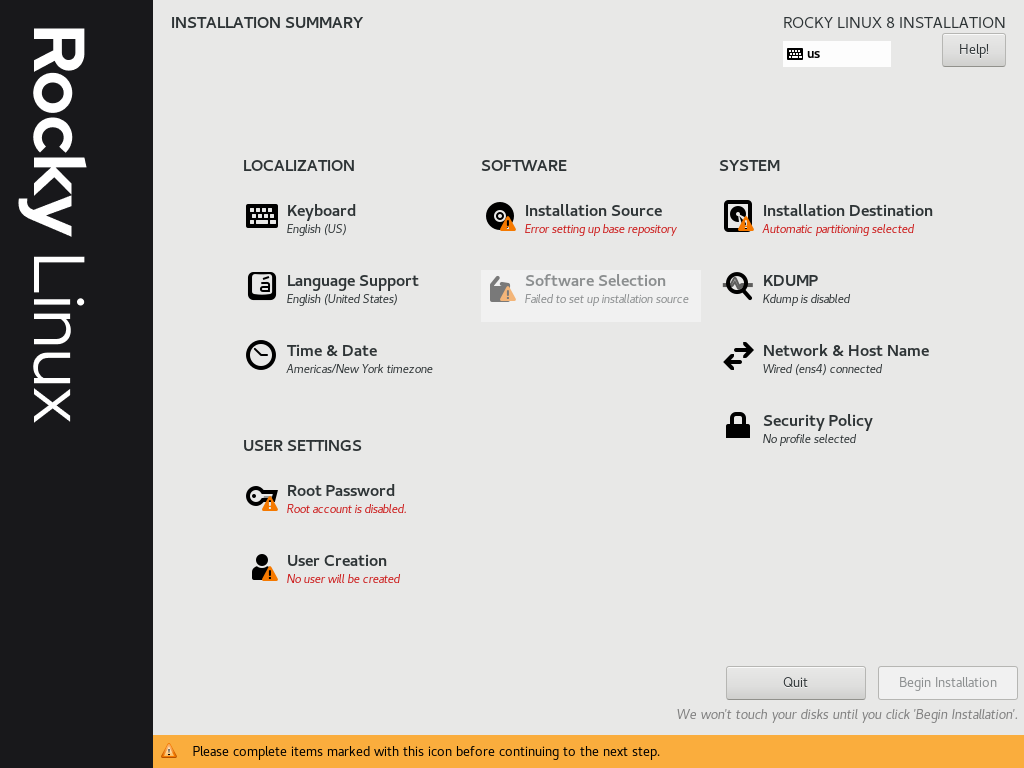 Rocky Linux
INSTALLATION SUMMARY
ROCKY LINUX 8 INSTALLATION
us
Help!
LOCALIZATION
Keyboard
English (US)
Language Support
English (United States)
Time & Date
Americas/New York timezone
USER SETTINGS
Root Password
Root account is disabled.
User Creation
No user will be created
SOFTWARE
Installation Source
Error setting up base repository
Software Selection
Failed to set up installation source
SYSTEM
Installation Destination
Automatic partitioning selected
KDUMP
Kdump is disabled
Network & Host Name
Wired (ens4) connected
Security Policy
No profile selected
Quit
Begin Installation
We won't touch your disks until you click 'Begin Installation'.
Please complete items marked with this icon before continuing to the next step.